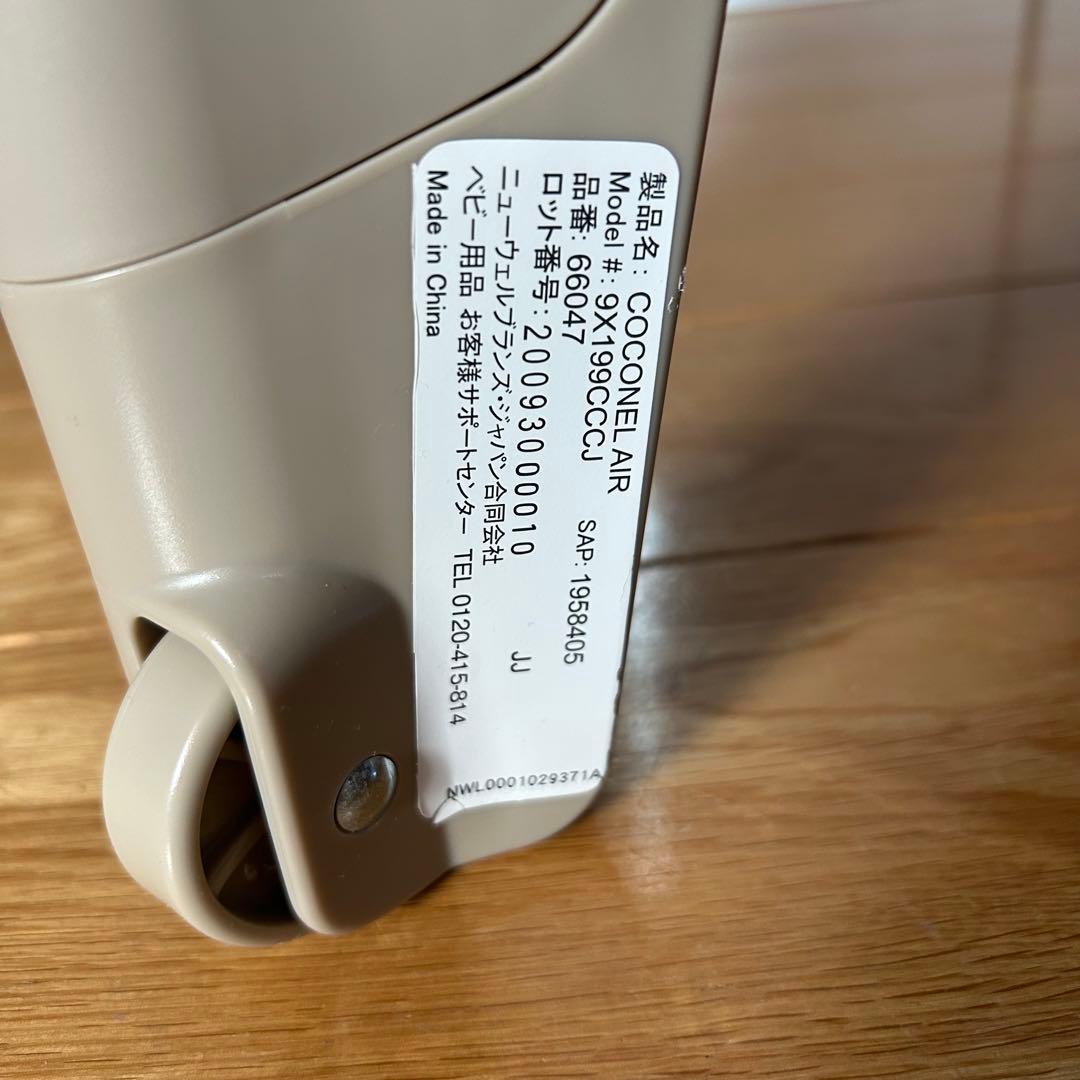 製品名: COCONEL AIR
Model #: 9X199CCCJ SAP: 1958405
品番: 66047
ロット番号: 2009300010 JJ
ニューウェルブランズ・ジャパン合同会社
ベビー用品 お客様サポートセンター TEL 0120-415-814
Made in China
NWL0001029371A